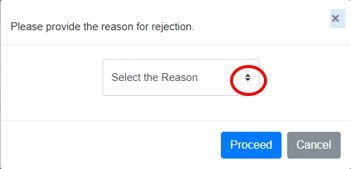 Please provide the reason for rejection.
×
Select the Reason
Proceed
Cancel